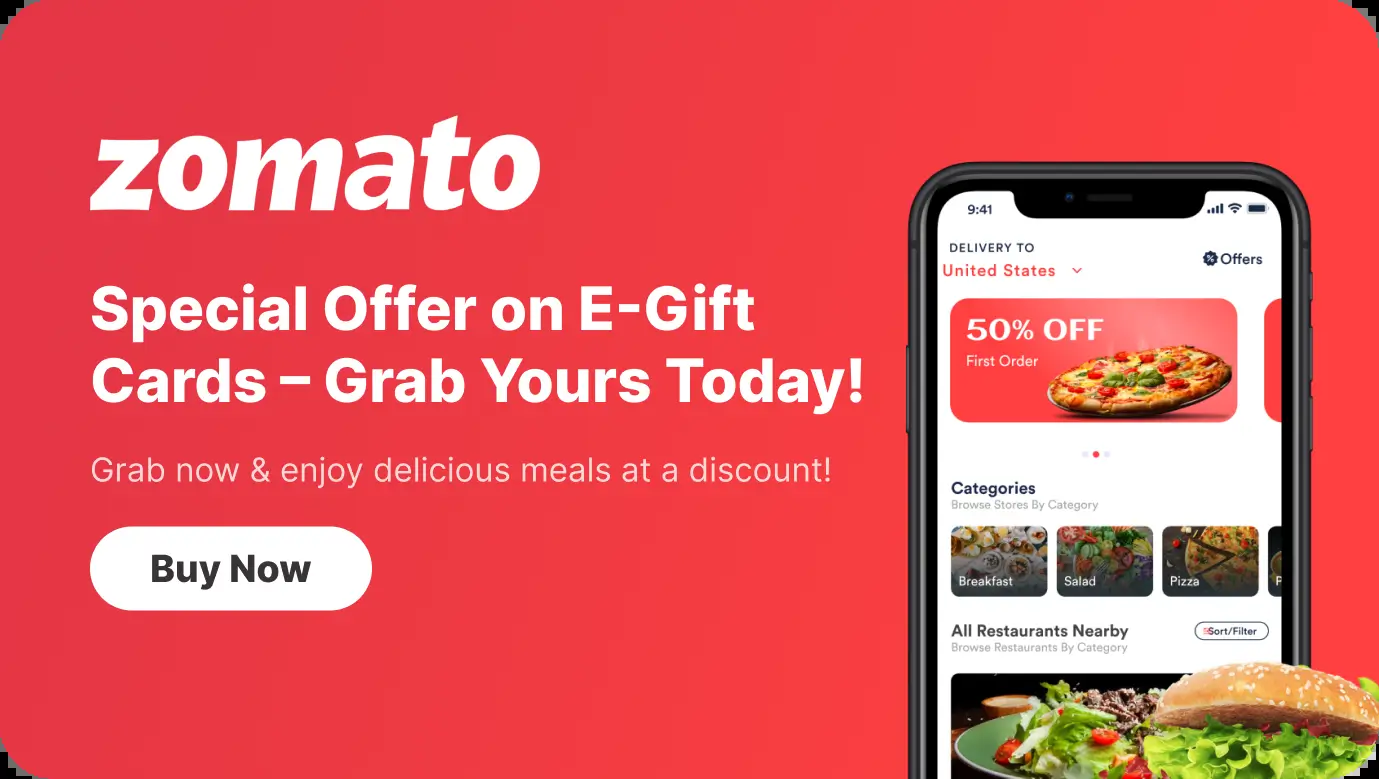 zomato
Special Offer on E-Gift
Cards – Grab Yours Today!
Grab now & enjoy delicious meals at a discount!
Buy Now
9:41
DELIVERY TO
United States
Offers
50% OFF
First Order
Categories
Browse Stores By Category
Breakfast
Salad
Pizza
P
All Restaurants Nearby
Sort/Filter
Browse Restaurants By Category